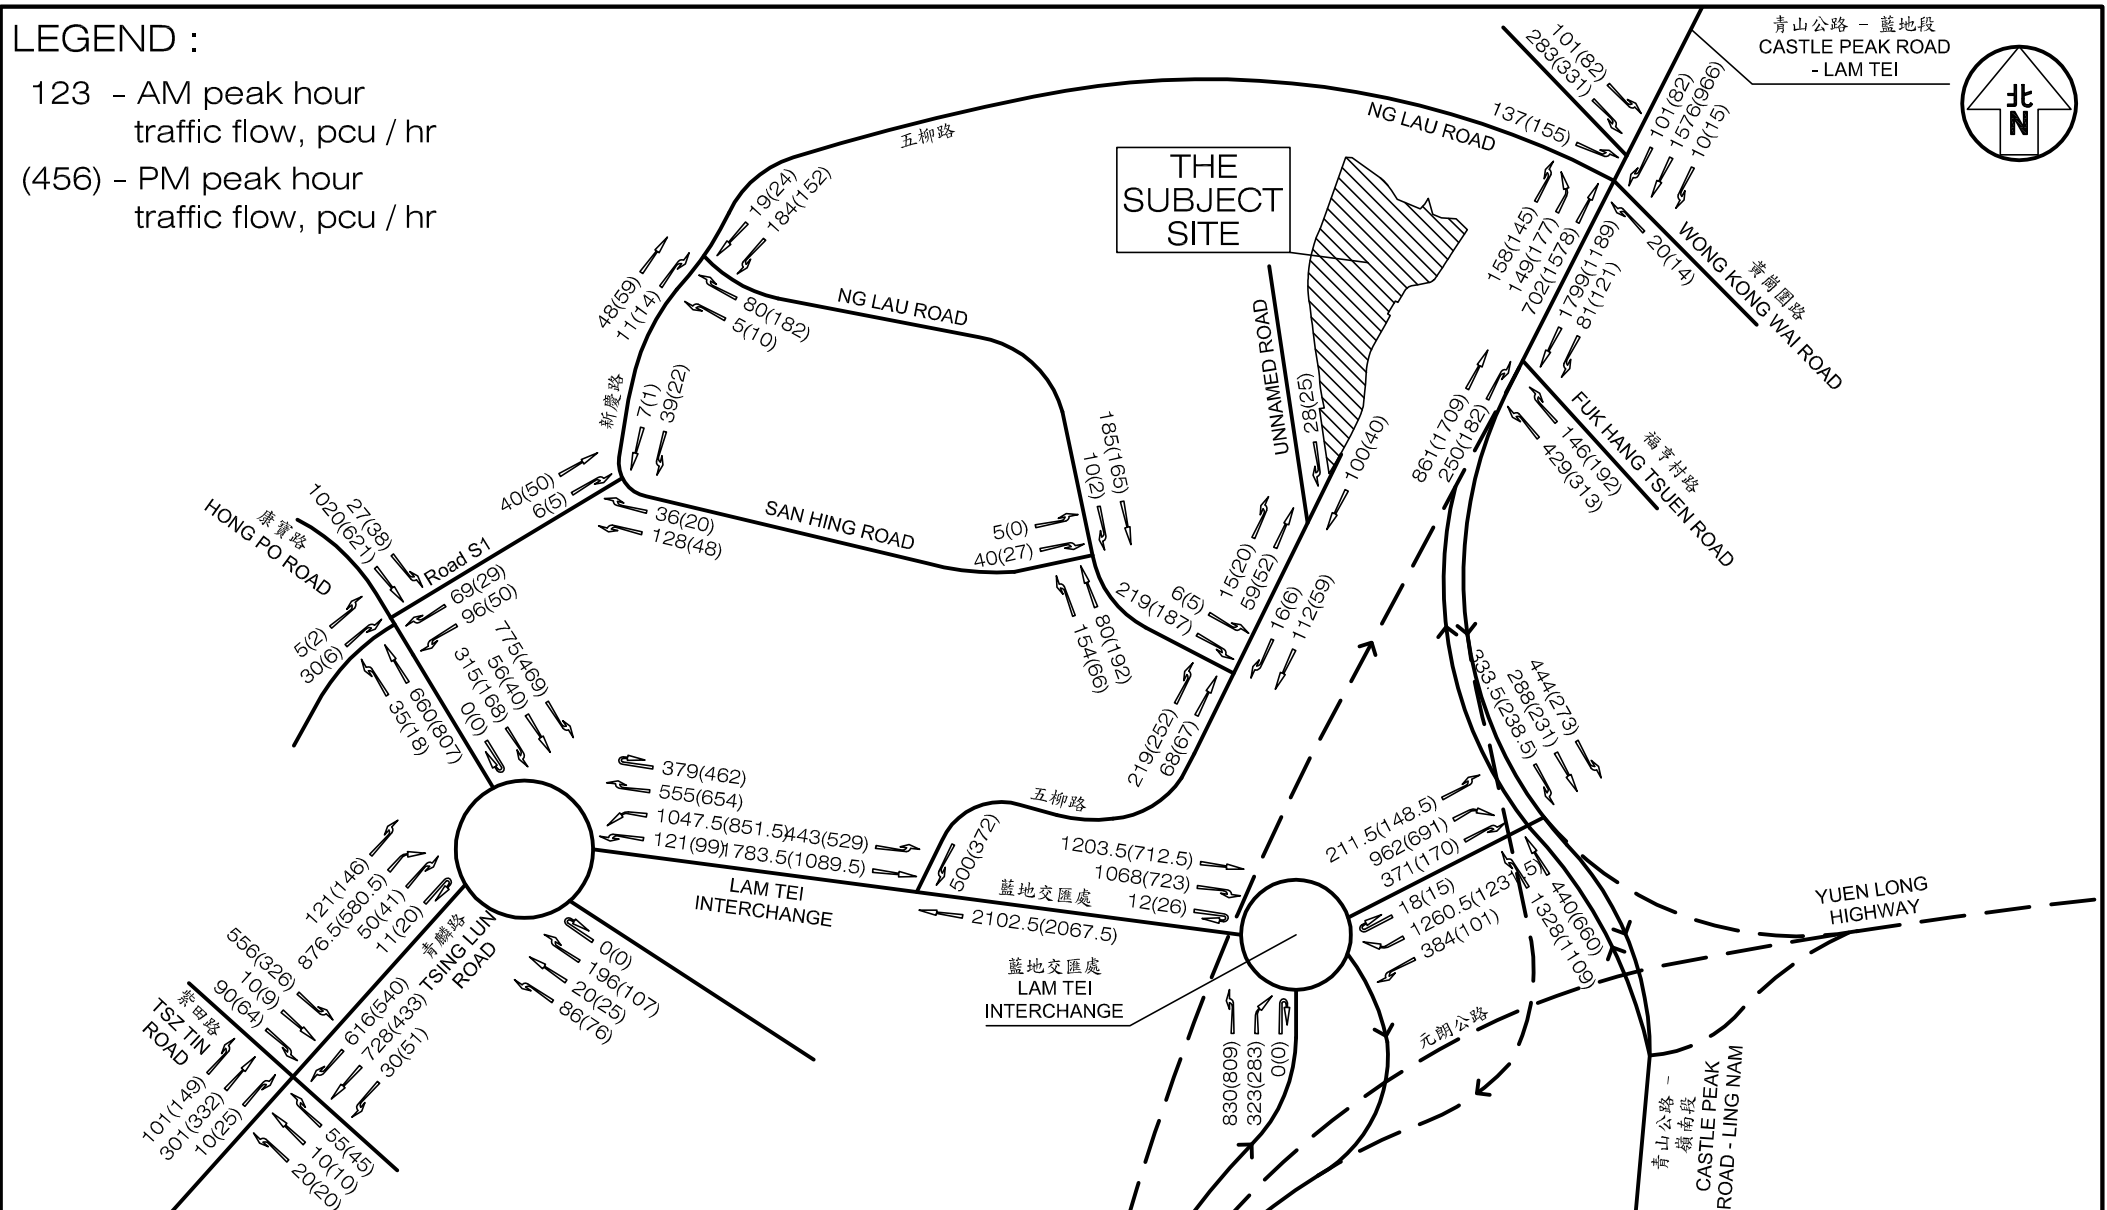 LEGEND :
123 - AM peak hour
traffic flow, pcu / hr
(456) - PM peak hour
traffic flow, pcu / hr
青山公路 - 藍地段
CASTLE PEAK ROAD
- LAM TEI
北
N
101(82)
283(331)
101(82)
1576(966)
10(15)
137(155)
NG LAU ROAD
五柳路
THE
SUBJECT
SITE
19(24)
184(152)
158(145)
149(177)
702(1578)
1799(1189)
81(121)
20(14)
黃崗圍路
WONG KONG WAI ROAD
48(59)
11(14)
80(182)
5(10)
NG LAU ROAD
UNNAMED ROAD
28(25)
100(40)
861(1709)
250(182)
146(192)
429(313)
福亨村路
FUK HANG TSUEN ROAD
新慶路
7(1)
39(22)
185(165)
10(2)
40(50)
6(5)
36(20)
128(48)
SAN HING ROAD
5(0)
40(27)
康寶路
HONG PO ROAD
27(38)
1020(621)
Road S1
69(29)
96(50)
5(2)
30(6)
660(807)
35(18)
775(469)
56(40)
315(168)
0(0)
80(192)
154(66)
219(187)
6(5)
15(20)
59(52)
16(6)
112(59)
219(252)
68(67)
444(273)
288(231)
333.5(238.5)
379(462)
555(654)
1047.5(851.5)
121(99)
443(529)
1783.5(1089.5)
五柳路
500(372)
1203.5(712.5)
1068(723)
12(26)
藍地交匯處
2102.5(2067.5)
LAM TEI
INTERCHANGE
211.5(148.5)
962(691)
371(170)
18(15)
384(101)
440(660)
YUEN LONG
HIGHWAY
121(146)
876.5(580.5)
50(41)
11(20)
青麟路
TSING LUN
ROAD
0(0)
196(107)
20(25)
86(76)
藍地交匯處
LAM TEI
INTERCHANGE
556(326)
10(9)
90(64)
紫田路
TSZ TIN
ROAD
616(540)
728(433)
30(51)
101(149)
301(332)
10(25)
55(45)
10(10)
20(20)
830(809)
323(283)
0(0)
元朗公路
青山公路 -
嶺南段
CASTLE PEAK
ROAD - LING NAM